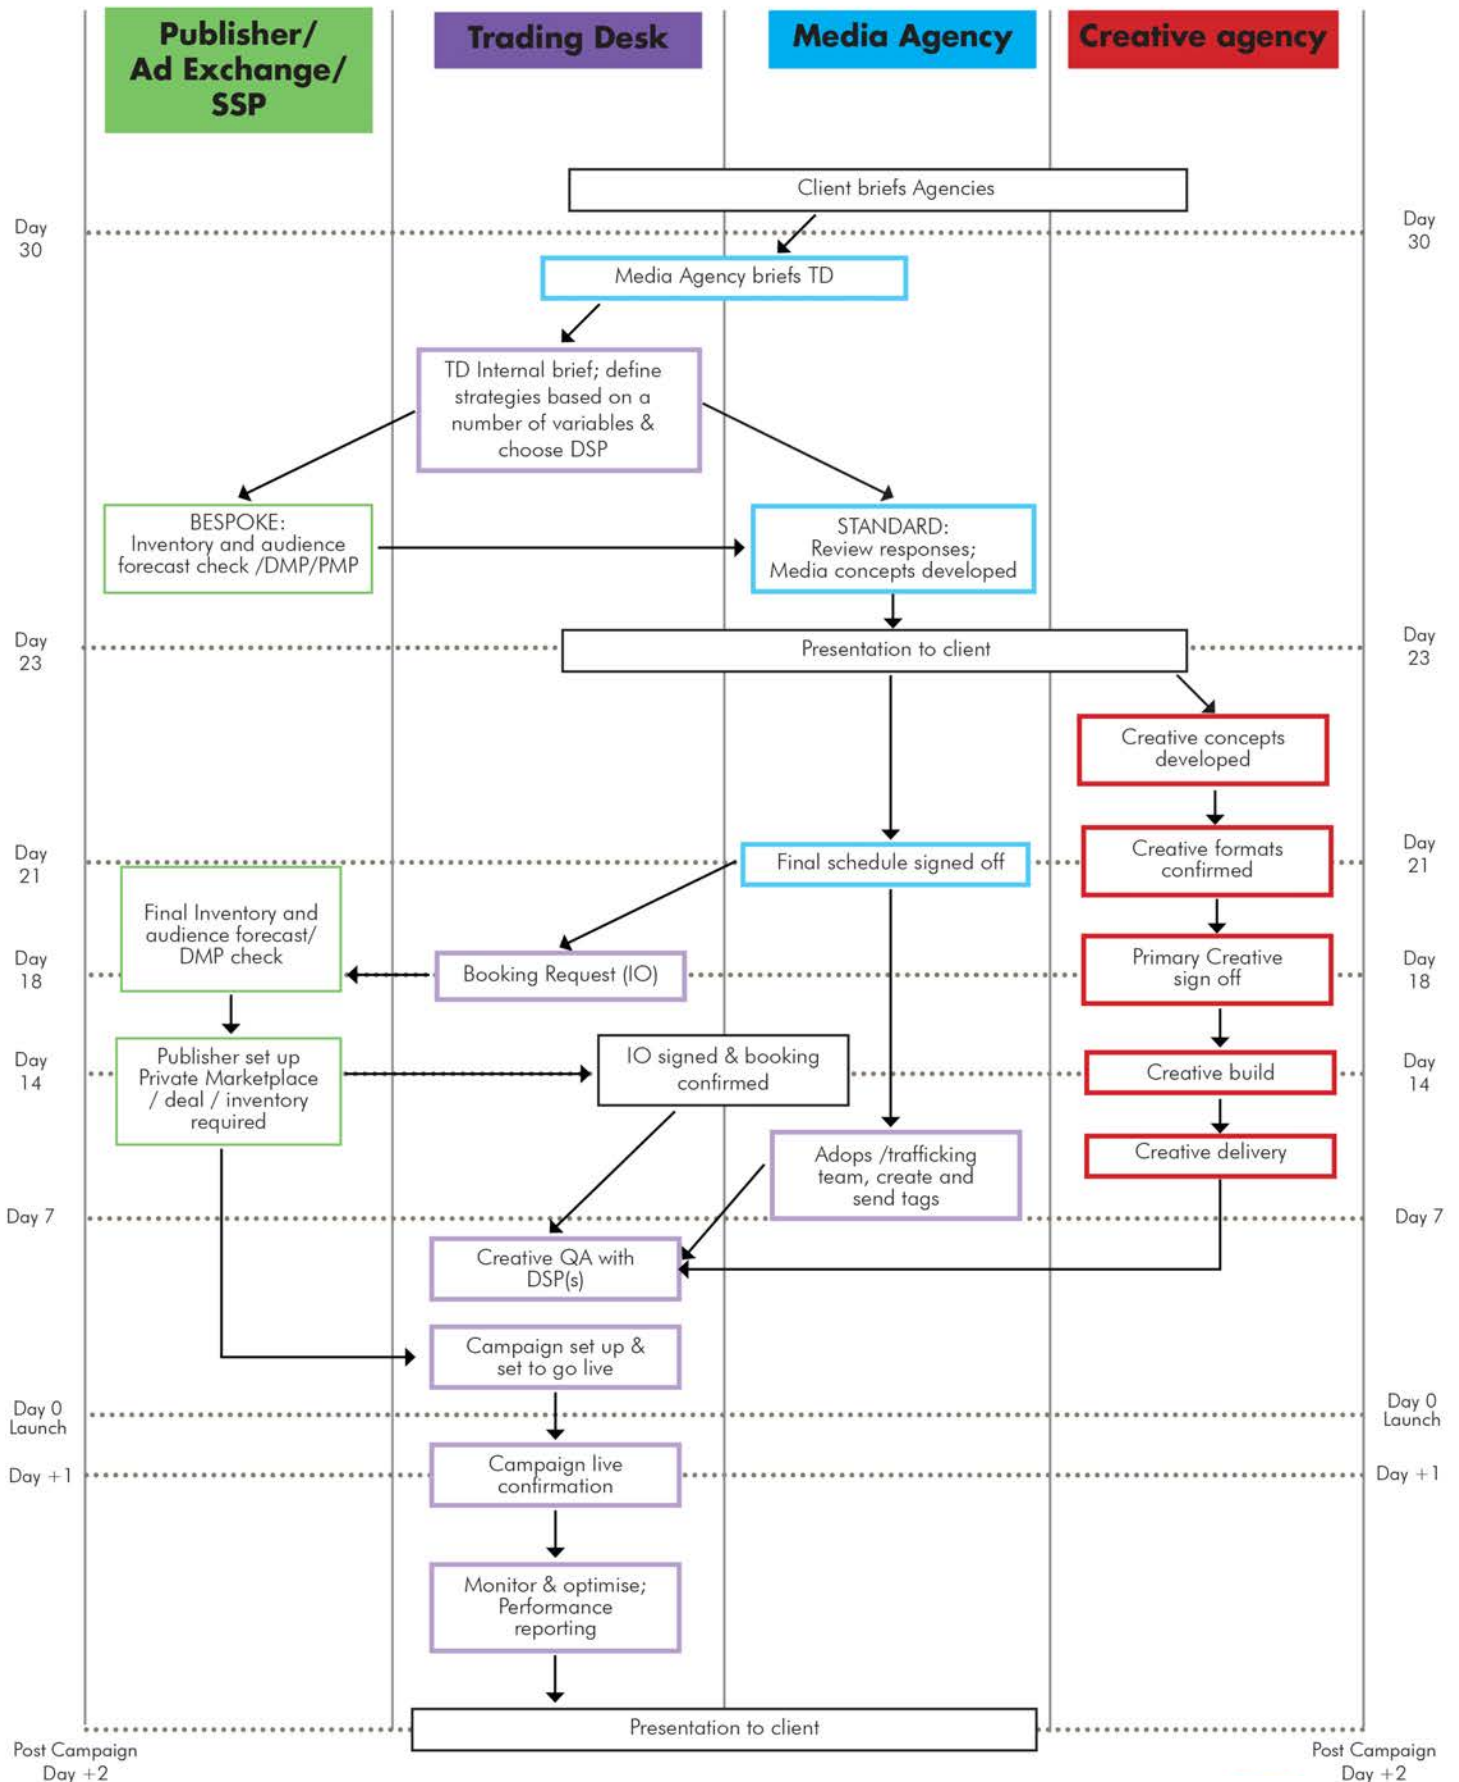 Publisher/
Ad Exchange/
SSP
Trading Desk
Media Agency
Creative agency
Client briefs Agencies
Day
30
Day
30
Media Agency briefs TD
TD Internal brief; define
strategies based on a
number of variables &
choose DSP
BESPOKE:
Inventory and audience
forecast check /DMP/PMP
STANDARD:
Review responses;
Media concepts developed
Day
23
Presentation to client
Day
23
Creative concepts
developed
Day
21
Final schedule signed off
Creative formats
confirmed
Day
21
Final Inventory and
audience forecast/
DMP check
Day
18
Booking Request (IO)
Primary Creative
sign off
Day
18
Day
14
Publisher set up
Private Marketplace
/ deal / inventory
required
IO signed & booking
confirmed
Creative build
Day
14
Adops /trafficking
team, create and
send tags
Creative delivery
Day 7
Day 7
Creative QA with
DSP(s)
Campaign set up &
set to go live
Day 0
Launch
Day 0
Launch
Day +1
Campaign live
confirmation
Day +1
Monitor & optimise;
Performance
reporting
Presentation to client
Post Campaign
Day +2
Post Campaign
Day +2